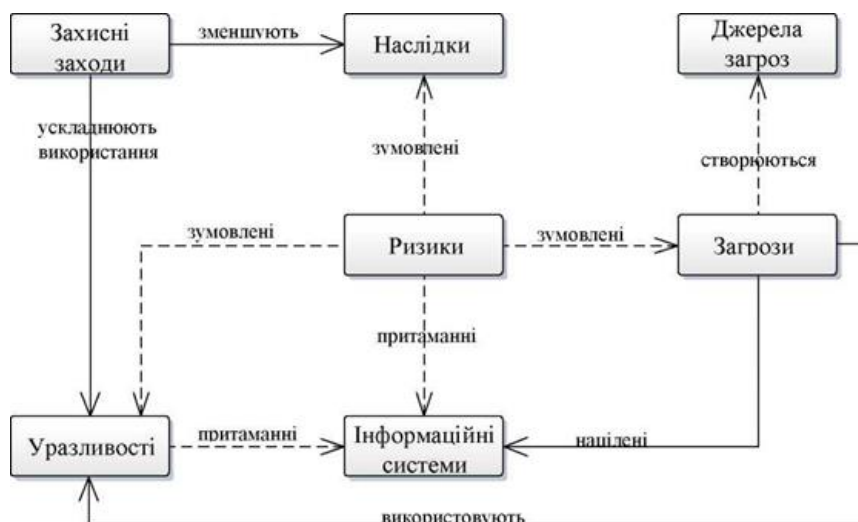 Захисні
заходи
зменшують
Наслідки
Джерела
загроз
ускладнюють
використання
зумовлені
створюються
зумовлені
Ризики
зумовлені
Загрози
притаманні
Уразливості
притаманні
Інформаційні
системи
націлені
використовують